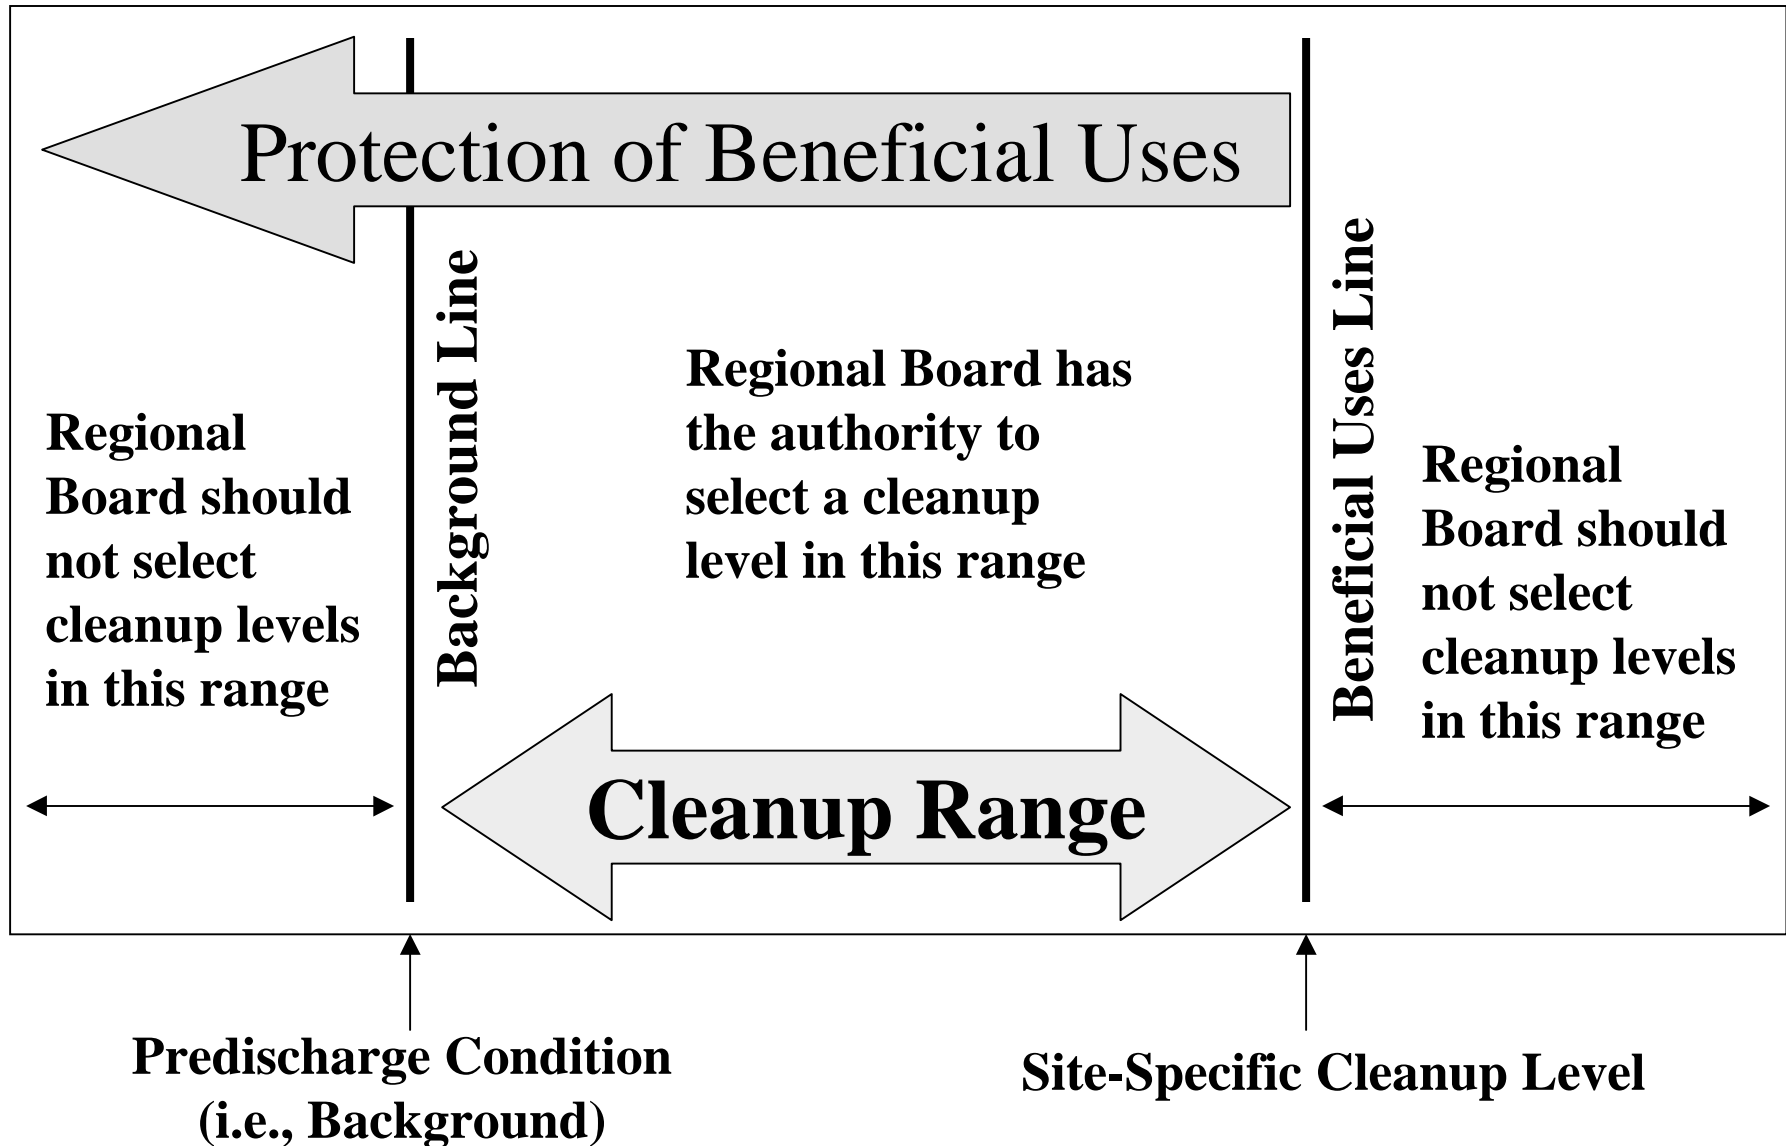 Protection of Beneficial Uses
Regional
Board should
not select
cleanup levels
in this range
Background Line
Regional Board has
the authority to
select a cleanup
level in this range
Beneficial Uses Line
Regional
Board should
not select
cleanup levels
in this range
Cleanup Range
Predischarge Condition
(i.e., Background)
Site-Specific Cleanup Level